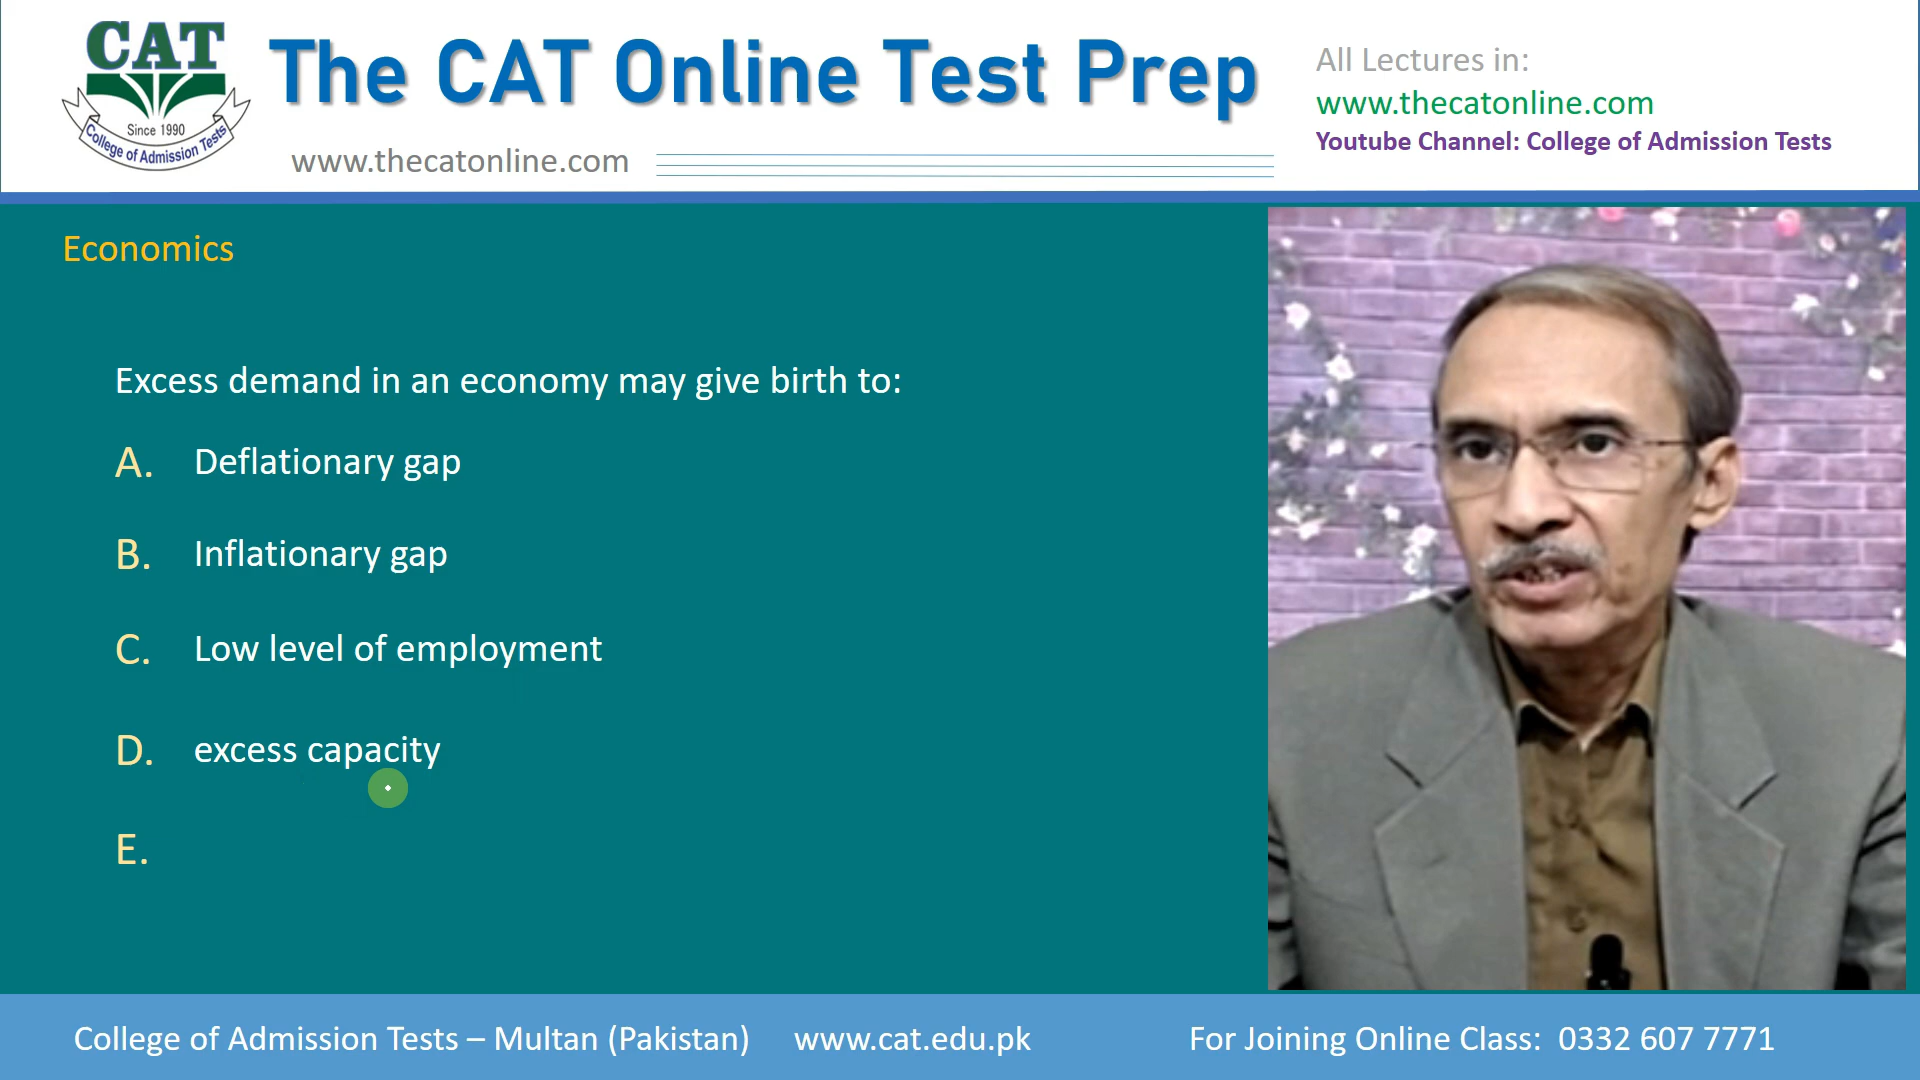 CAT
Since 1990
College of Admission Tests
The CAT Online Test Prep
www.thecatonline.com
All Lectures in:
www.thecatonline.com
Youtube Channel: College of Admission Tests
Economics
Excess demand in an economy may give birth to:
A. Deflationary gap
B. Inflationary gap
C. Low level of employment
D. excess capacity
E.
College of Admission Tests – Multan (Pakistan) www.cat.edu.pk For Joining Online Class: 0332 607 7771